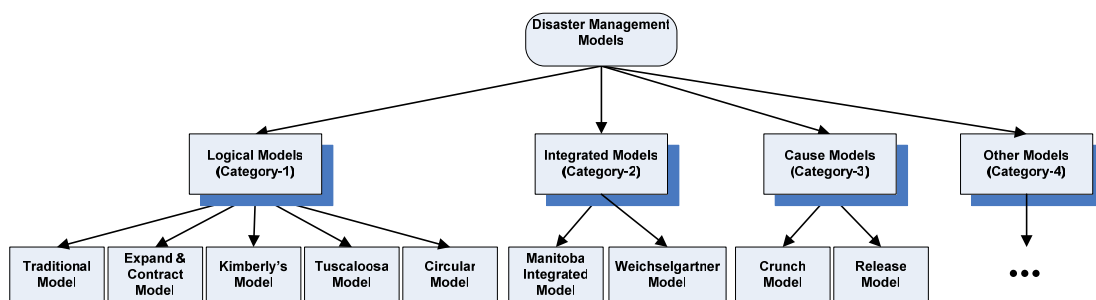 Disaster Management
Models
Logical Models
(Category-1)
Integrated Models
(Category-2)
Cause Models
(Category-3)
Other Models
(Category-4)
Traditional
Model
Expand &
Contract
Model
Kimberly's
Model
Tuscaloosa
Model
Circular
Model
Manitoba
Integrated
Model
Weichselgartner
Model
Crunch
Model
Release
Model
•••